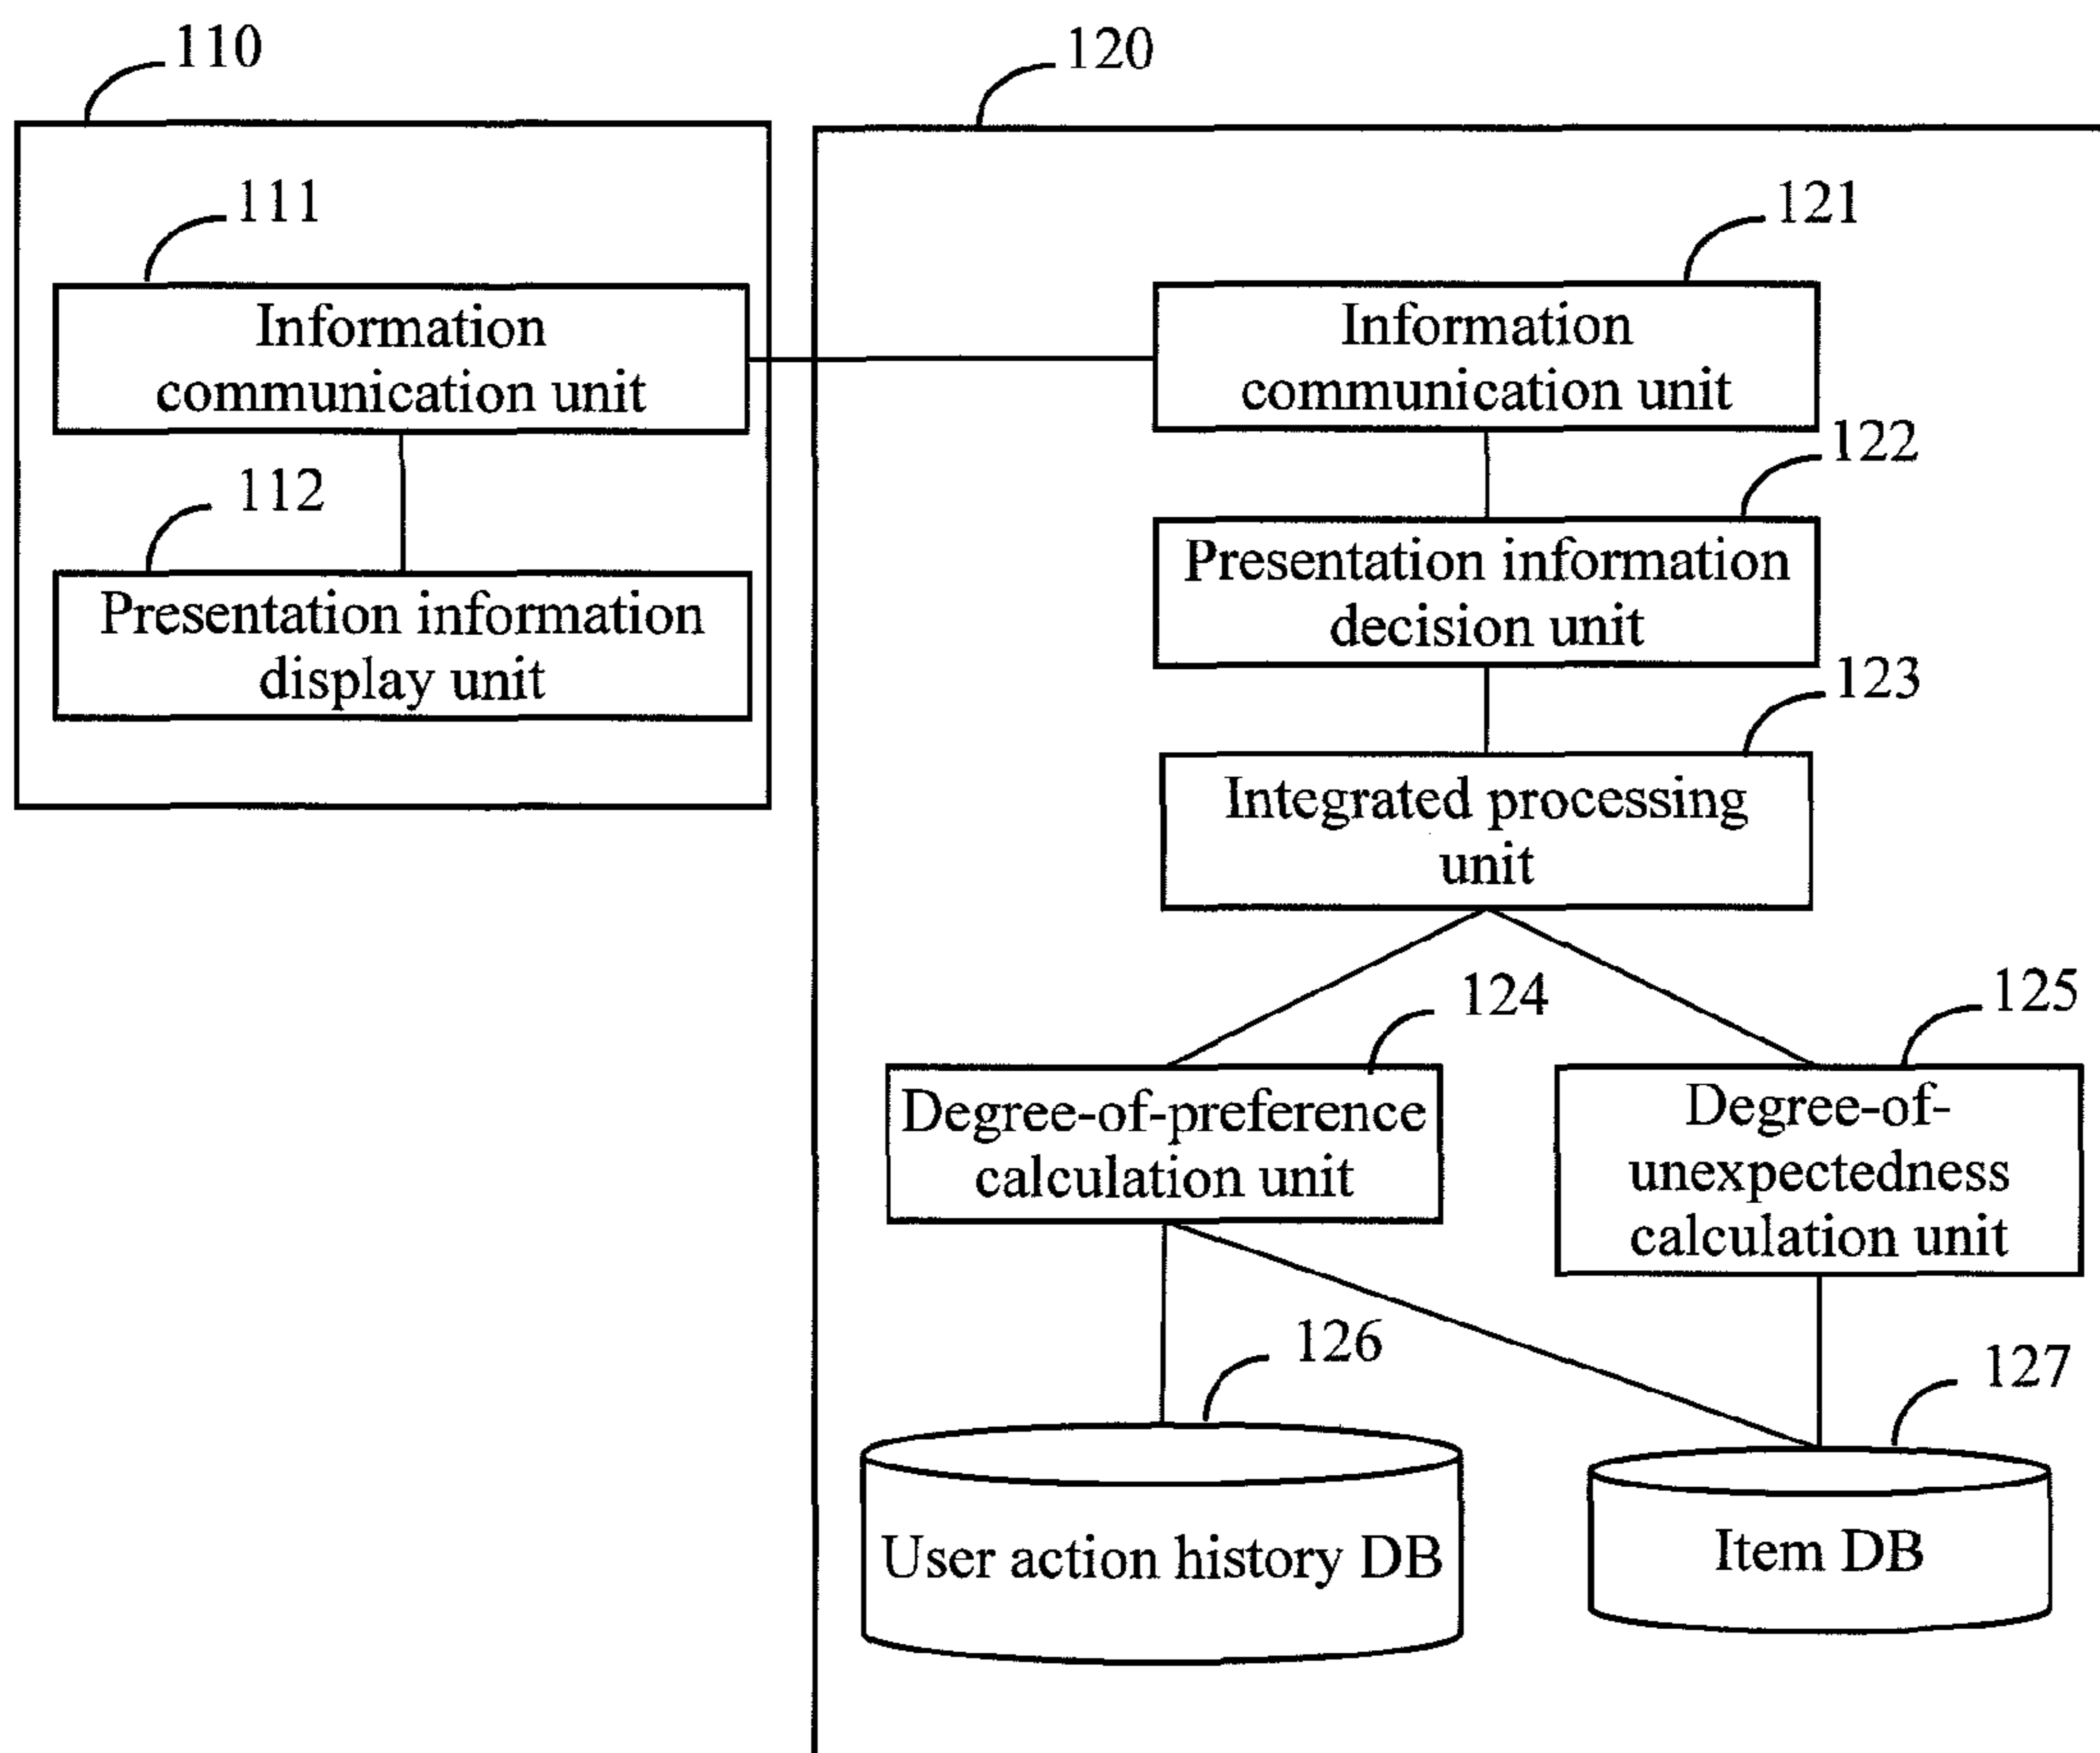 110
120
111
121
Information
communication unit
Information
communication unit
122
112
Presentation information
decision unit
Presentation information
display unit
123
Integrated processing
unit
124
125
Degree-of-preference
calculation unit
Degree-of-
unexpectedness
calculation unit
126
127
User action history DB
Item DB